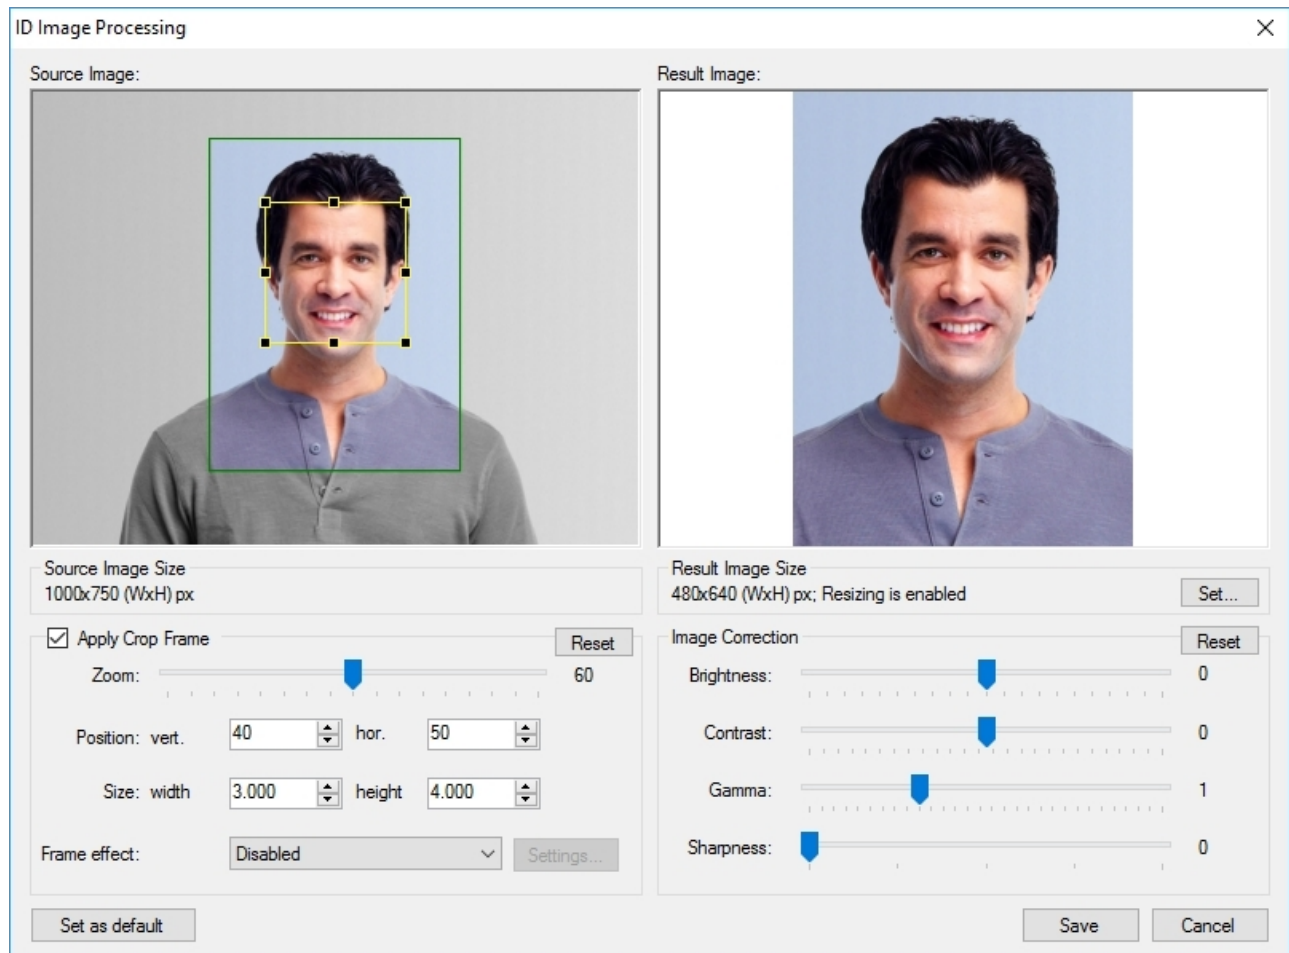 ID Image Processing
Source Image:
Result Image:
Source Image Size
1000x750 (WxH) px
Result Image Size
480x640 (WxH) px; Resizing is enabled
Set...
Apply Crop Frame
Reset
Zoom:
60
Position: vert.
40
hor.
50
Size: width
3.000
height
4.000
Frame effect:
Disabled
Settings...
Image Correction
Reset
Brightness:
0
Contrast:
0
Gamma:
1
Sharpness:
0
Set as default
Save
Cancel